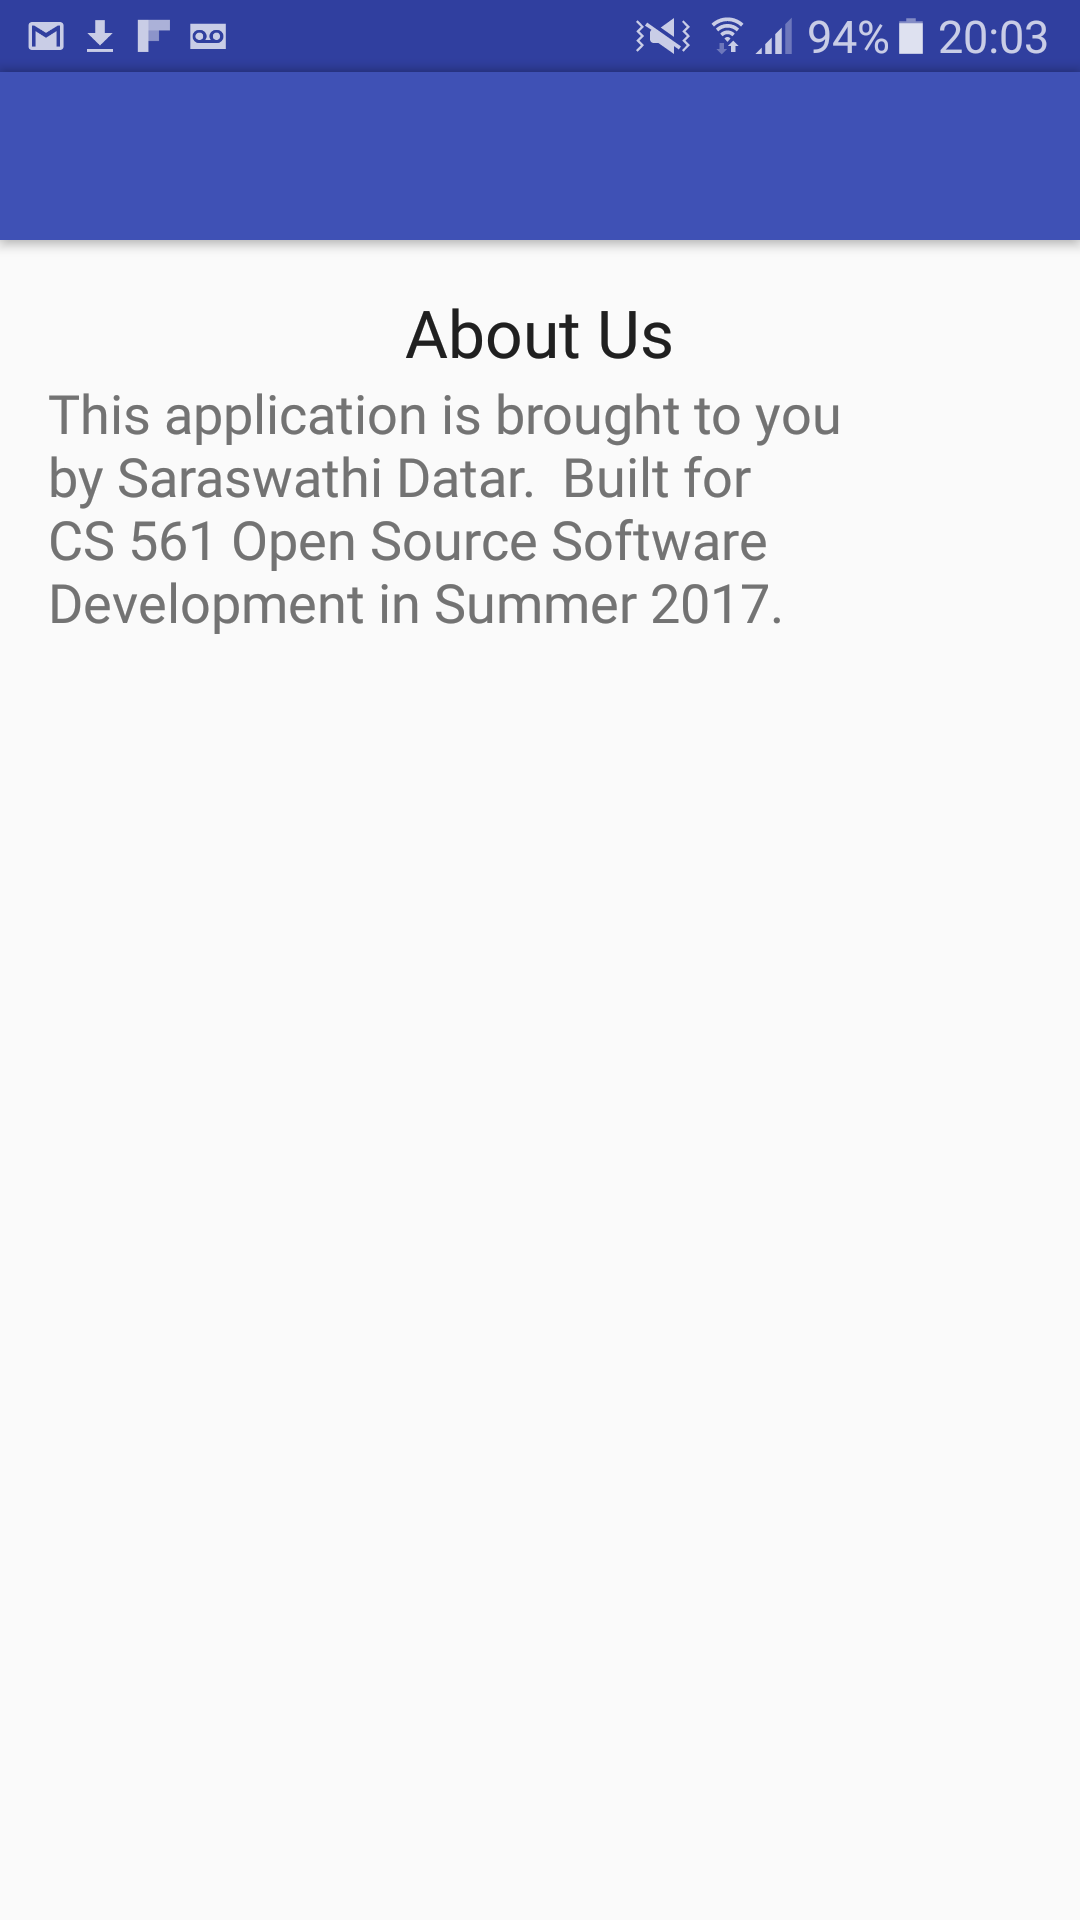 94% 20:03
About Us
This application is brought to you
by Saraswathi Datar.  Built for
CS 561 Open Source Software
Development in Summer 2017.